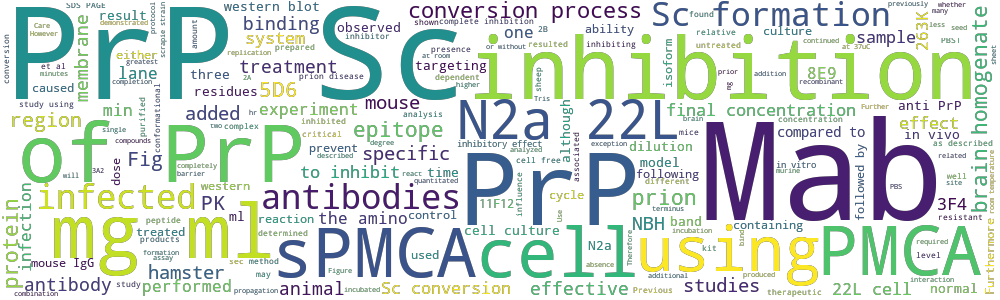 PrP Sc inhibition
of PrP
N2a 22L
PrP Mab
mg ml
sPMCA cell using PMCA
infected antibodies
conversion process
Sc formation
263K
sample
SDS PAGE
western blot
binding
observed
one
ability
targeting
result
demonstrated
However
membrane
et al
minutes
caused
either
system
treatment
three
2A
lane
residues
5D6
mouse
added
experiment
study using
region
min
epitope
specific
Fig
prevent
described
to inhibit
time
although
dilution
model
following
different
final concentration
concentration
brain
mice
anti PrP
effect
in vivo
compared to
in vitro
murine
followed by
8E9
isoform
relative
culture
untreated
found
shown
complete inhibition
at room
inhibitor
inhibiting
presence
or without
resulted
2B
replication
prepared
prion disease
dependent
higher
sheep
Tris
addition
recombinant
prior
mg
at 37uC
continued
amount
greatest
completion
scrapie strain
protocol
conformational
purified
single
compounds
3A2
dose
will
completely
barrier
two
complex
hr
inhibited
critical
degree
analysis
inhibitory effect
exception
analyzed
cell free
associated
react
quantitated
11F12
influence
cycle
Use
prion
terminus
NBH
band
containing
incubation
kit
bind
3F4
resistant
brain homogenate
Further
as described
related
well
site
PBS
PBST
less
seed
many
whether
previously
sheet
room temperature
Furthermore
normal
22L cell
required
level
interaction
produced
therapeutic
studies
additional
Previous
effective
Therefore
absence
N2a
used
control
cell culture
the amino
reaction
determined
ml
PK
western
peptide
treated
products
formation
assay
mouse IgG
infection
protein
antibody
study
combination
performed
hamster
propagation
sec
method
may
animal
Figure
incubated
Sc conversion
conversion